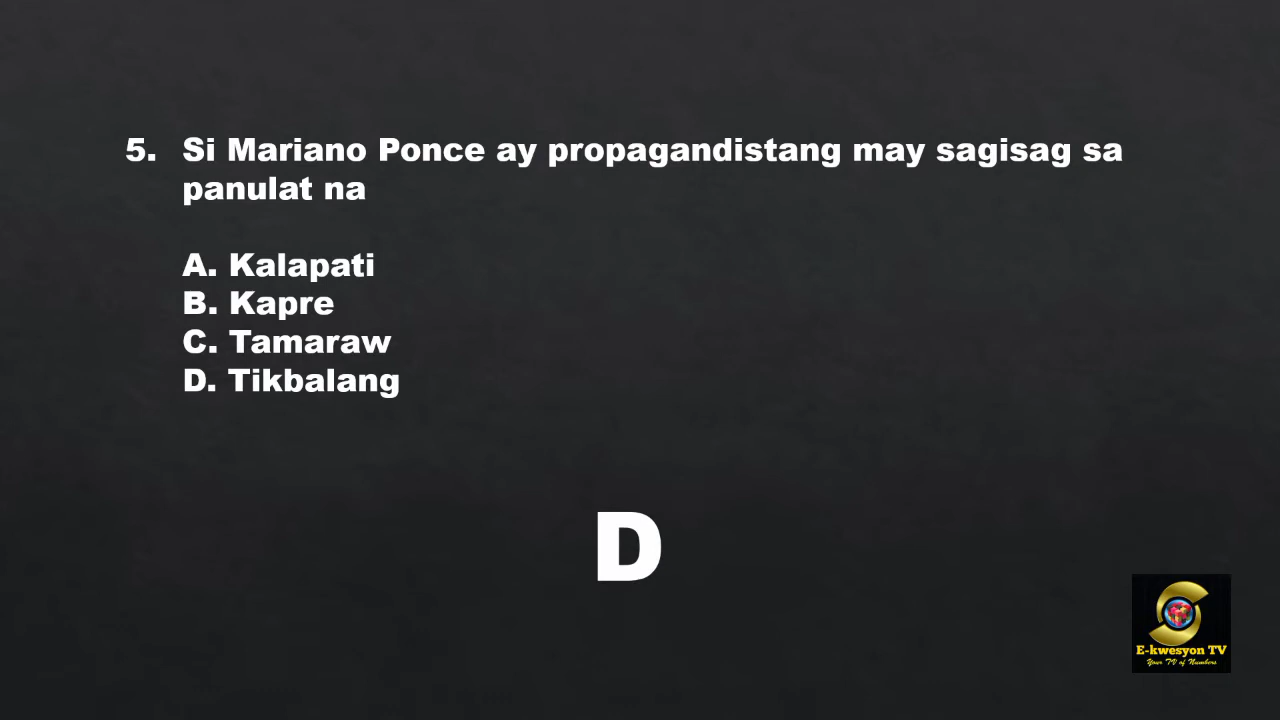 5. Si Mariano Ponce ay propagandistang may sagisag sa
panulat na
A. Kalapati
B. Kapre
C. Tamaraw
D. Tikbalang
D
E-kwesyon TV
Your TV of Numbers